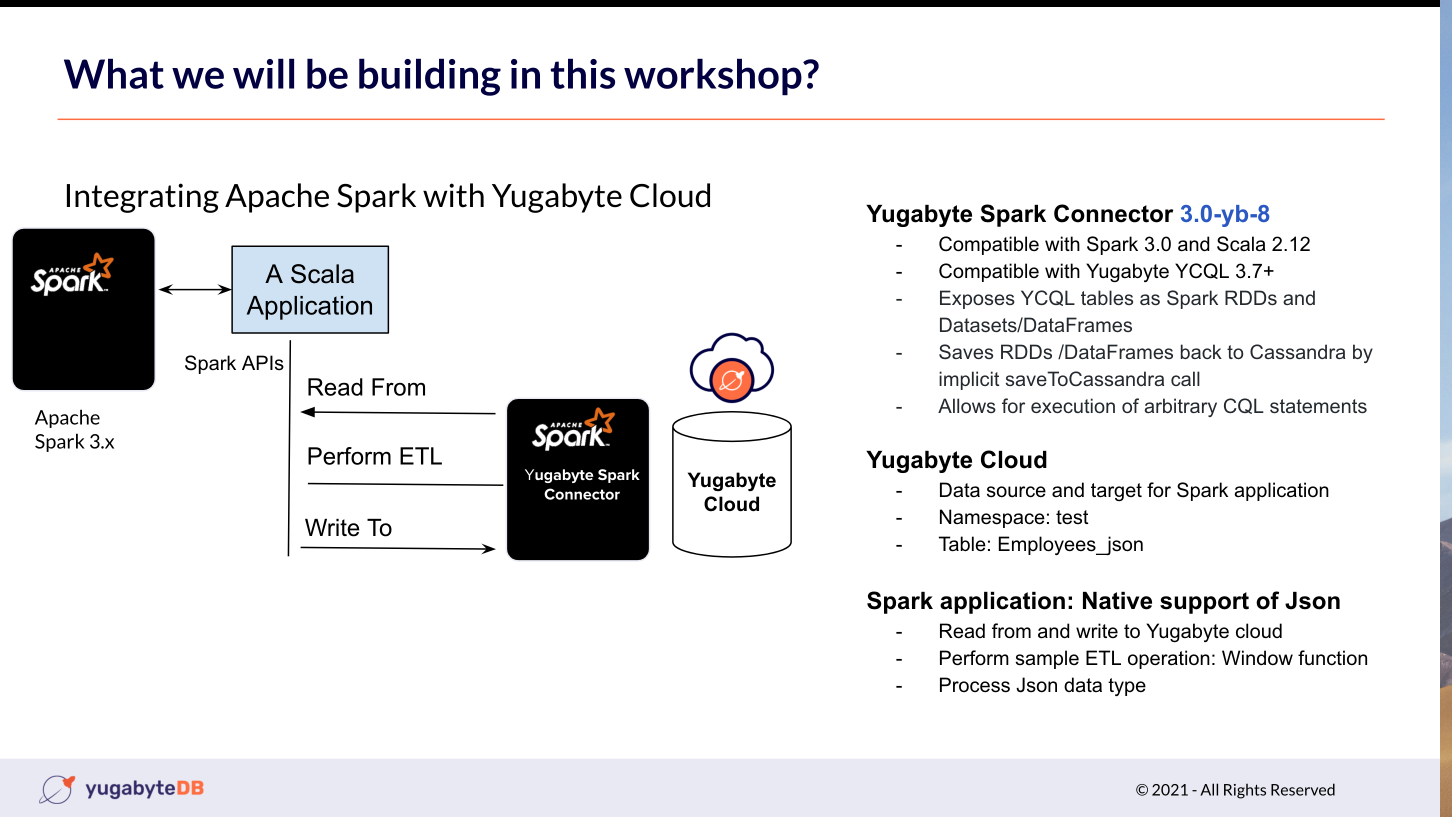 What we will be building in this workshop?
Integrating Apache Spark with Yugabyte Cloud
APACHE
Spark
A Scala
Application
Apache
Spark 3.x
Spark APIs
Read From
Perform ETL
Write To
APACHE
Spark
Yugabyte Spark
Connector
Yugabyte
Cloud
Yugabyte Spark Connector 3.0-yb-8
- Compatible with Spark 3.0 and Scala 2.12
- Compatible with Yugabyte YCQL 3.7+
- Exposes YCQL tables as Spark RDDs and
Datasets/DataFrames
- Saves RDDs /DataFrames back to Cassandra by
implicit saveToCassandra call
- Allows for execution of arbitrary CQL statements
Yugabyte Cloud
- Data source and target for Spark application
- Namespace: test
- Table: Employees_json
Spark application: Native support of Json
- Read from and write to Yugabyte cloud
- Perform sample ETL operation: Window function
- Process Json data type
yugabyteDB
© 2021 - All Rights Reserved